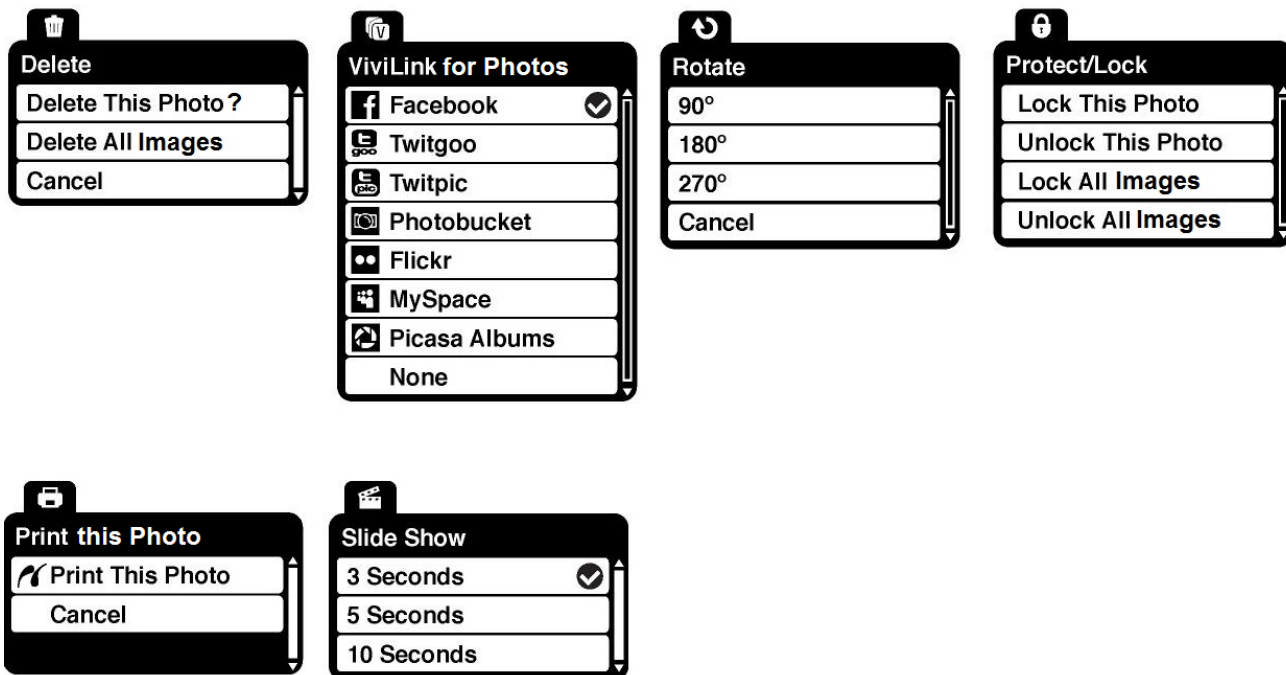 Delete
Delete This Photo?
Delete All Images
Cancel
V
ViviLink for Photos
Facebook
goo Twitgoo
pic Twitpic
Photobucket
Flickr
MySpace
Picasa Albums
None
Rotate
90°
180°
270°
Cancel
Protect/Lock
Lock This Photo
Unlock This Photo
Lock All Images
Unlock All Images
Print this Photo
Print This Photo
Cancel
Slide Show
3 Seconds
5 Seconds
10 Seconds